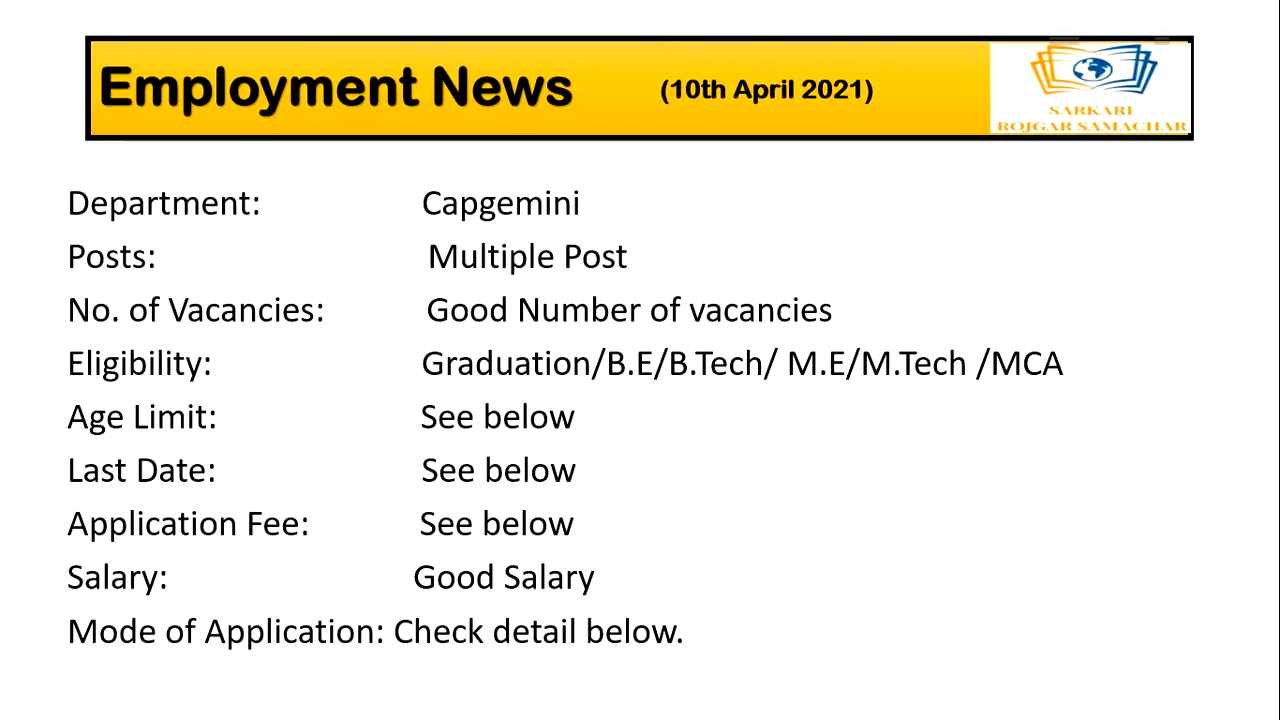 Employment News (10th April 2021)
SARKARI
ROJGAR SAMACHAR
Department: Capgemini
Posts: Multiple Post
No. of Vacancies: Good Number of vacancies
Eligibility: Graduation/B.E/B.Tech/ M.E/M.Tech /MCA
Age Limit: See below
Last Date: See below
Application Fee: See below
Salary: Good Salary
Mode of Application: Check detail below.